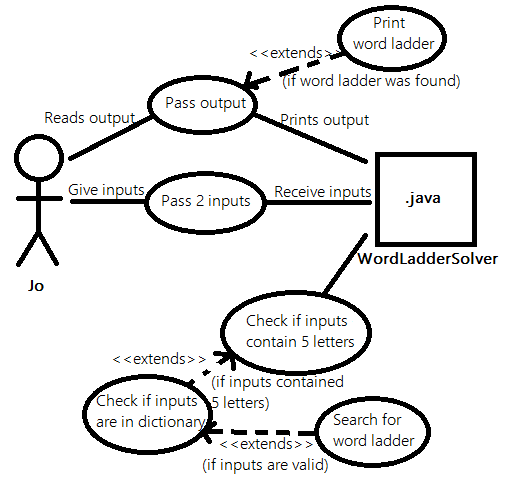 Print
word ladder
<<extends>>
(if word ladder was found)
Pass output
Reads output
Prints output
Give inputs
Pass 2 inputs
Receive inputs
.java
WordLadderSolver
Jo
Check if inputs
contain 5 letters
<<extends>>
(if inputs contained
5 letters)
Check if inputs
are in dictionary
Search for
word ladder
<<extends>>
(if inputs are valid)